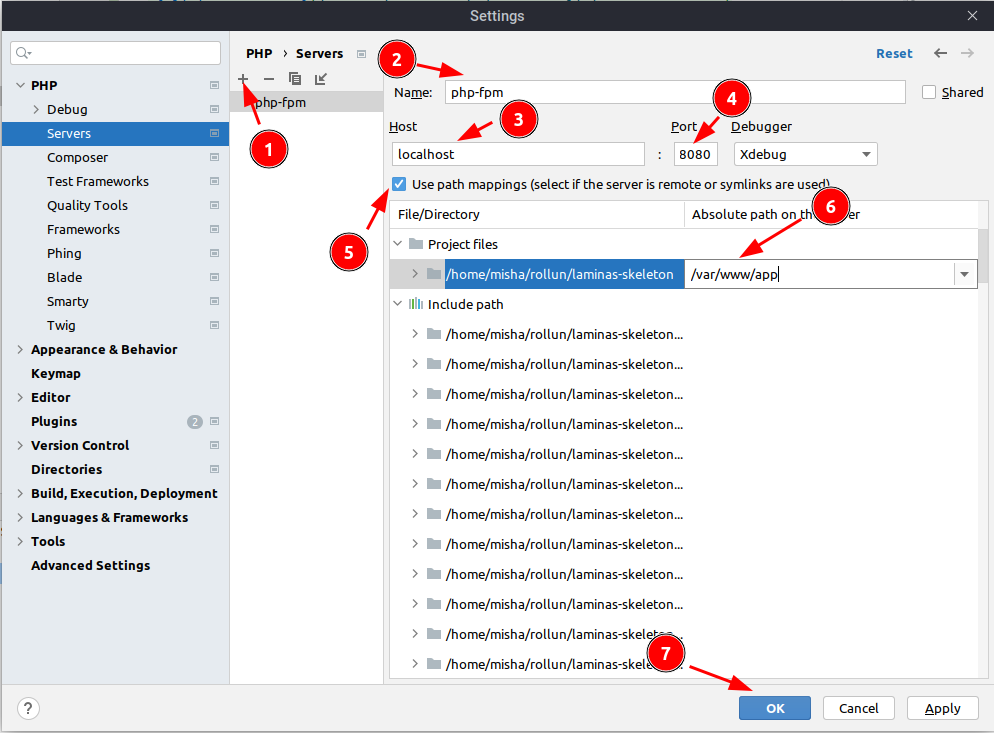 Settings
PHP › Servers
Reset
PHP
Debug
Servers
Composer
Test Frameworks
Quality Tools
Frameworks
Phing
Blade
Smarty
Twig
Appearance & Behavior
Keymap
Editor
Plugins 2
Version Control
Directories
Build, Execution, Deployment
Languages & Frameworks
Tools
Advanced Settings
php-fpm
1
2
Name: php-fpm
Shared
3
4
Host Port Debugger
localhost : 8080 Xdebug
Use path mappings (select if the server is remote or symlinks are used)
5
6
File/Directory Absolute path on the
Project files
/home/misha/rollun/laminas-skeleton /var/www/app
Include path
/home/misha/rollun/laminas-skeleton...
/home/misha/rollun/laminas-skeleton...
/home/misha/rollun/laminas-skeleton...
/home/misha/rollun/laminas-skeleton...
/home/misha/rollun/laminas-skeleton...
/home/misha/rollun/laminas-skeleton...
/home/misha/rollun/laminas-skeleton...
/home/misha/rollun/laminas-skeleton...
/home/misha/rollun/laminas-skeleton...
/home/misha/rollun/laminas-skeleton...
/home/misha/rollun/laminas-skeleton...
/home/misha/rollun/laminas-skeleton...
7
?
OK Cancel Apply